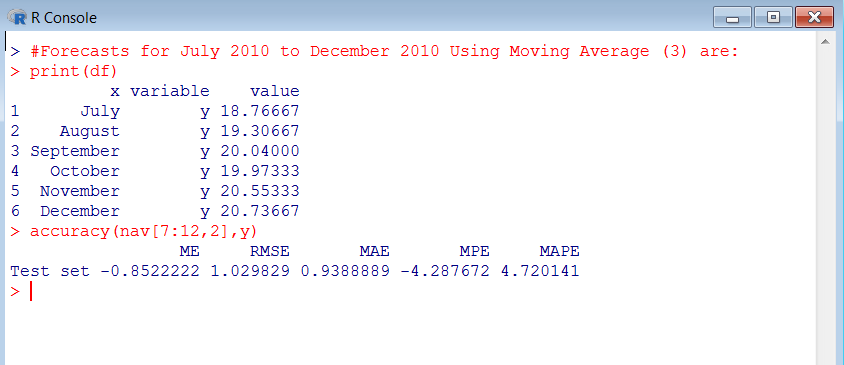 R Console
> #Forecasts for July 2010 to December 2010 Using Moving Average (3) are:
> print(df)
x variable value
1 July y 18.76667
2 August y 19.30667
3 September y 20.04000
4 October y 19.97333
5 November y 20.55333
6 December y 20.73667
> accuracy(nav[7:12,2],y)
ME RMSE MAE MPE MAPE
Test set -0.8522222 1.029829 0.9388889 -4.287672 4.720141
>